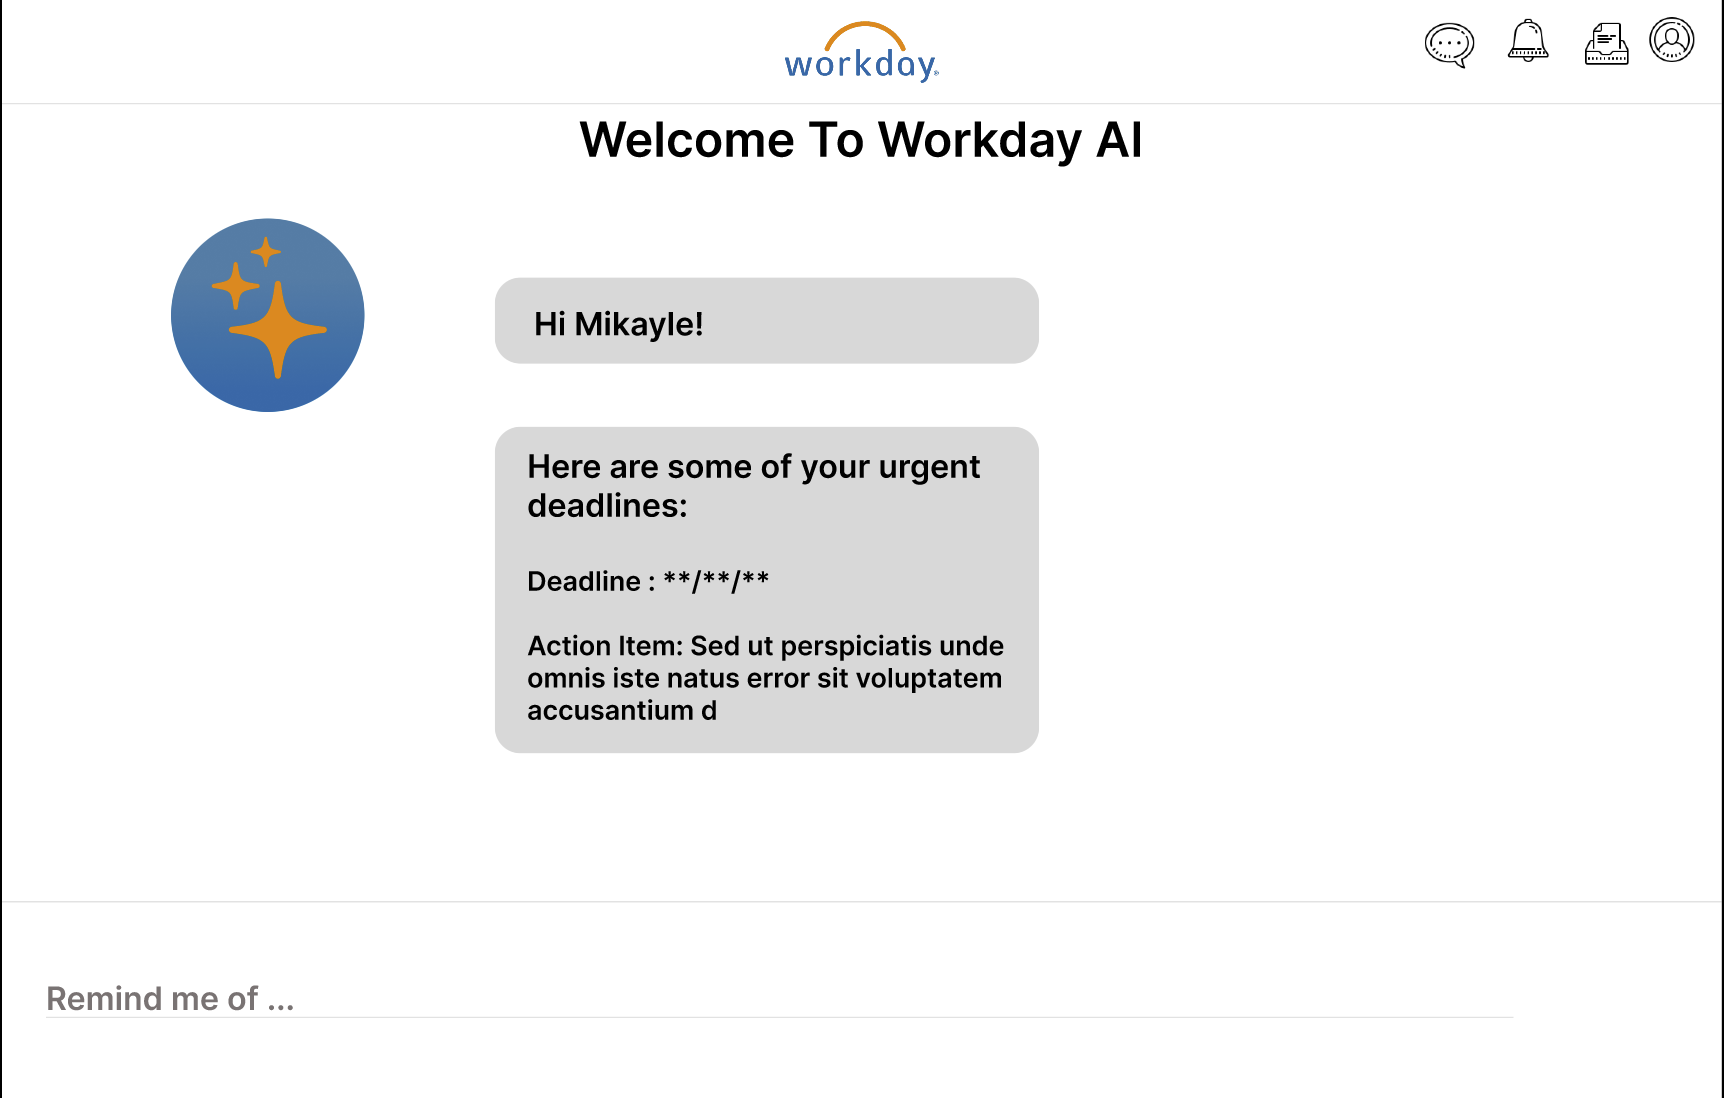 workday
Welcome To Workday AI
Hi Mikayle!
Here are some of your urgent
deadlines:
Deadline : **/**/**
Action Item: Sed ut perspiciatis unde
omnis iste natus error sit voluptatem
accusantium d
Remind me of ...